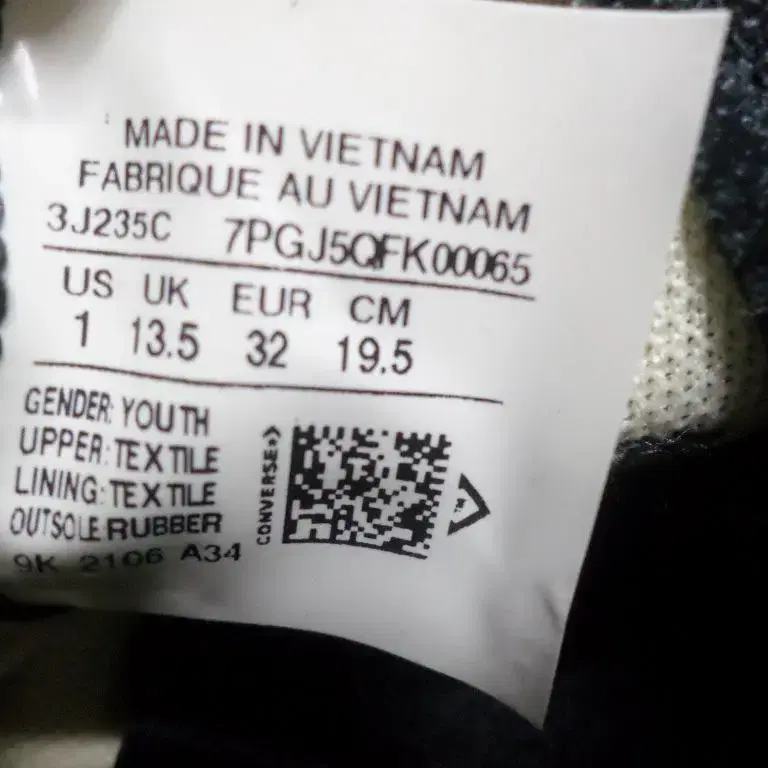 MADE IN VIETNAM
FABRIQUE AU VIETNAM
3J235C 7PGJ5QFK00065
US UK EUR CM
1 13.5 32 19.5
GENDER: YOUTH
UPPER: TEXTILE
LINING: TEXTILE
OUTSOLE RUBBER
9K 2106 A34
CONVERSE